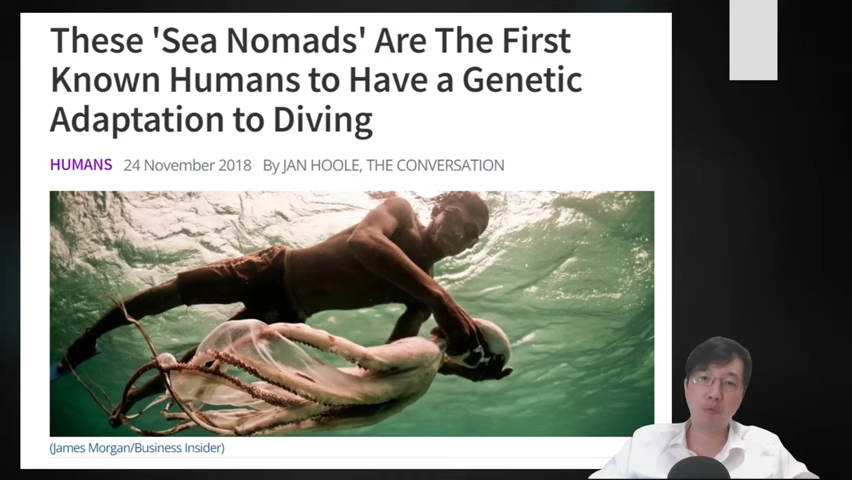 These 'Sea Nomads' Are The First
Known Humans to Have a Genetic
Adaptation to Diving
HUMANS 24 November 2018 By JAN HOOLE, THE CONVERSATION
(James Morgan/Business Insider)